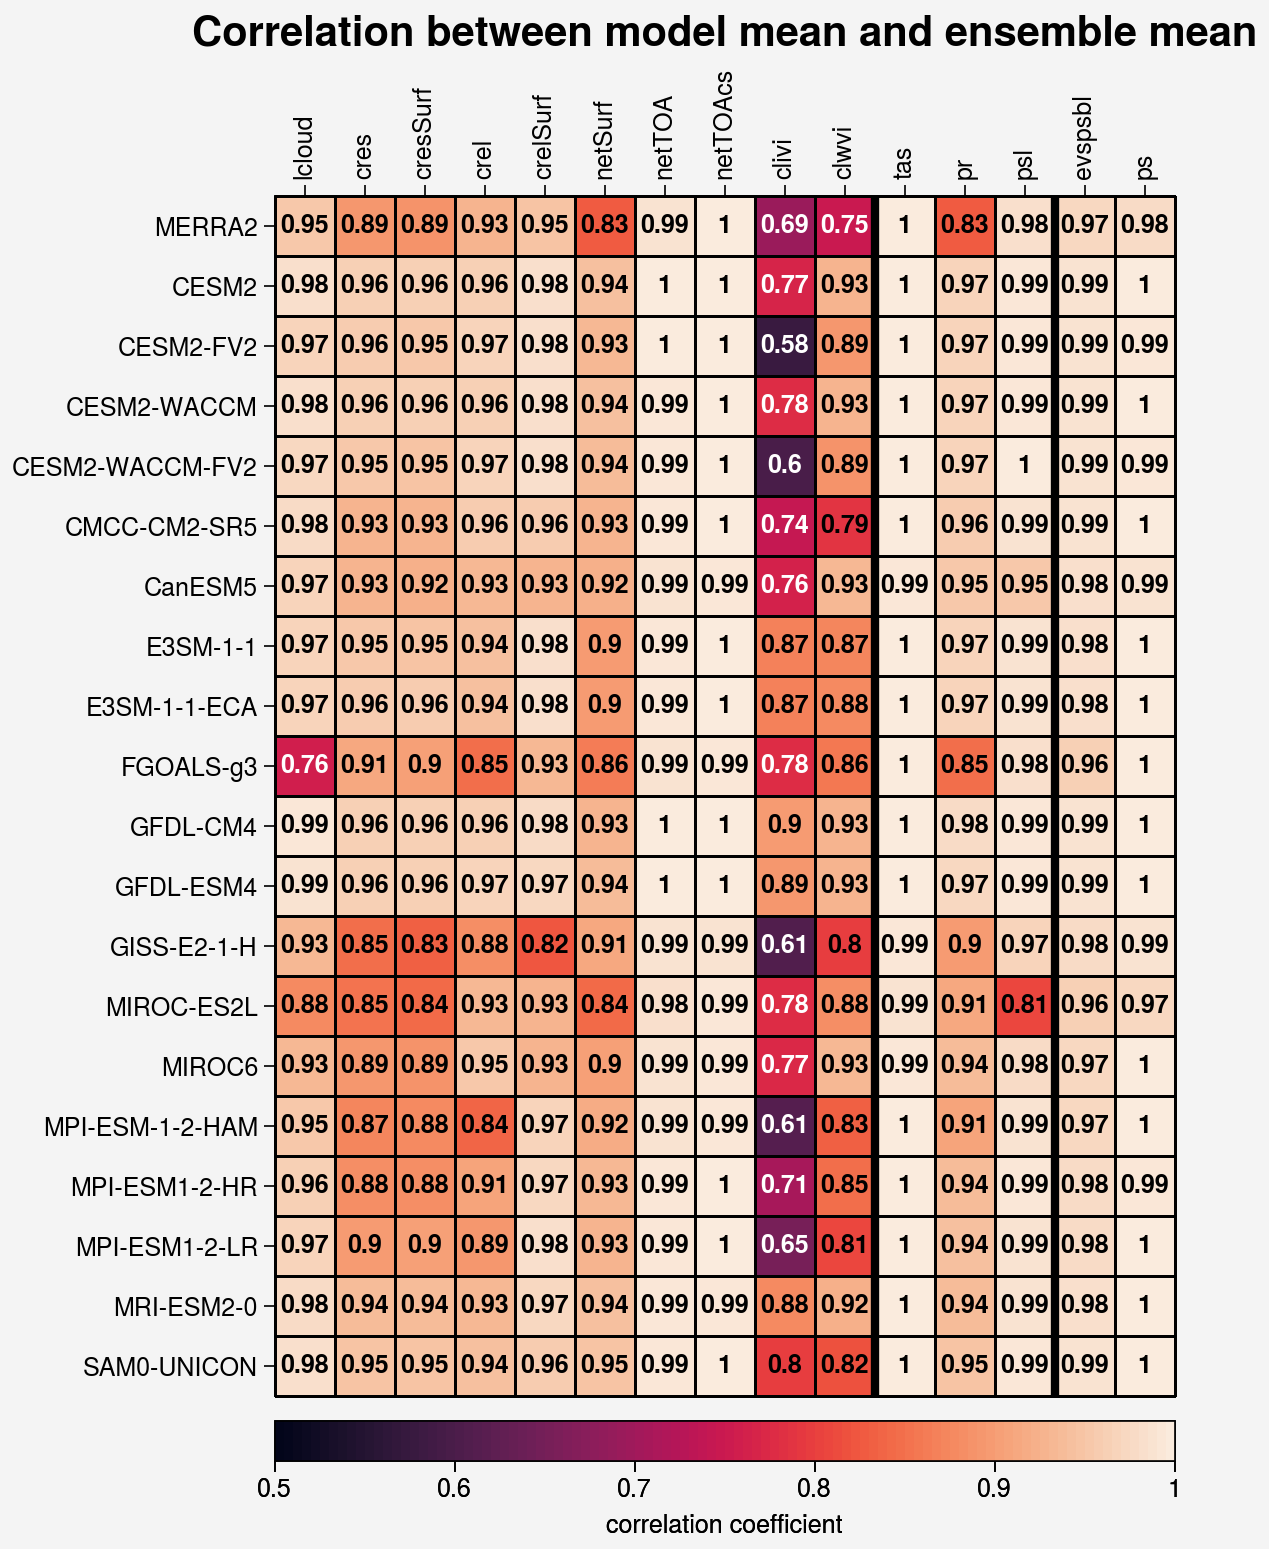 Correlation between model mean and ensemble mean
lcloud cres cresSurf crel crelSurf netSurf netTOA netTOAcs clivi clwvi tas pr psl evspsbl ps
MERRA2 0.95 0.89 0.89 0.93 0.95 0.83 0.99 1 0.69 0.75 1 0.83 0.98 0.97 0.98
CESM2 0.98 0.96 0.96 0.96 0.98 0.94 1 1 0.77 0.93 1 0.97 0.99 0.99 1
CESM2-FV2 0.97 0.96 0.95 0.97 0.98 0.93 1 1 0.58 0.89 1 0.97 0.99 0.99 0.99
CESM2-WACCM 0.98 0.96 0.96 0.96 0.98 0.94 0.99 1 0.78 0.93 1 0.97 0.99 0.99 1
CESM2-WACCM-FV2 0.97 0.95 0.95 0.97 0.98 0.94 0.99 1 0.6 0.89 1 0.97 1 0.99 0.99
CMCC-CM2-SR5 0.98 0.93 0.93 0.96 0.96 0.93 0.99 1 0.74 0.79 1 0.96 0.99 0.99 1
CanESM5 0.97 0.93 0.92 0.93 0.93 0.92 0.99 0.99 0.76 0.93 0.99 0.95 0.95 0.98 0.99
E3SM-1-1 0.97 0.95 0.95 0.94 0.98 0.9 0.99 1 0.87 0.87 1 0.97 0.99 0.98 1
E3SM-1-1-ECA 0.97 0.96 0.96 0.94 0.98 0.9 0.99 1 0.87 0.88 1 0.97 0.99 0.98 1
FGOALS-g3 0.76 0.91 0.9 0.85 0.93 0.86 0.99 0.99 0.78 0.86 1 0.85 0.98 0.96 1
GFDL-CM4 0.99 0.96 0.96 0.96 0.98 0.93 1 1 0.9 0.93 1 0.98 0.99 0.99 1
GFDL-ESM4 0.99 0.96 0.96 0.97 0.97 0.94 1 1 0.89 0.93 1 0.97 0.99 0.99 1
GISS-E2-1-H 0.93 0.85 0.83 0.88 0.82 0.91 0.99 0.99 0.61 0.8 0.99 0.9 0.97 0.98 0.99
MIROC-ES2L 0.88 0.85 0.84 0.93 0.93 0.84 0.98 0.99 0.78 0.88 0.99 0.91 0.81 0.96 0.97
MIROC6 0.93 0.89 0.89 0.95 0.93 0.9 0.99 0.99 0.77 0.93 0.99 0.94 0.98 0.97 1
MPI-ESM-1-2-HAM 0.95 0.87 0.88 0.84 0.97 0.92 0.99 0.99 0.61 0.83 1 0.91 0.99 0.97 1
MPI-ESM1-2-HR 0.96 0.88 0.88 0.91 0.97 0.93 0.99 1 0.71 0.85 1 0.94 0.99 0.98 0.99
MPI-ESM1-2-LR 0.97 0.9 0.9 0.89 0.98 0.93 0.99 1 0.65 0.81 1 0.94 0.99 0.98 1
MRI-ESM2-0 0.98 0.94 0.94 0.93 0.97 0.94 0.99 0.99 0.88 0.92 1 0.94 0.99 0.98 1
SAM0-UNICON 0.98 0.95 0.95 0.94 0.96 0.95 0.99 1 0.8 0.82 1 0.95 0.99 0.99 1
0.5 0.6 0.7 0.8 0.9 1
correlation coefficient